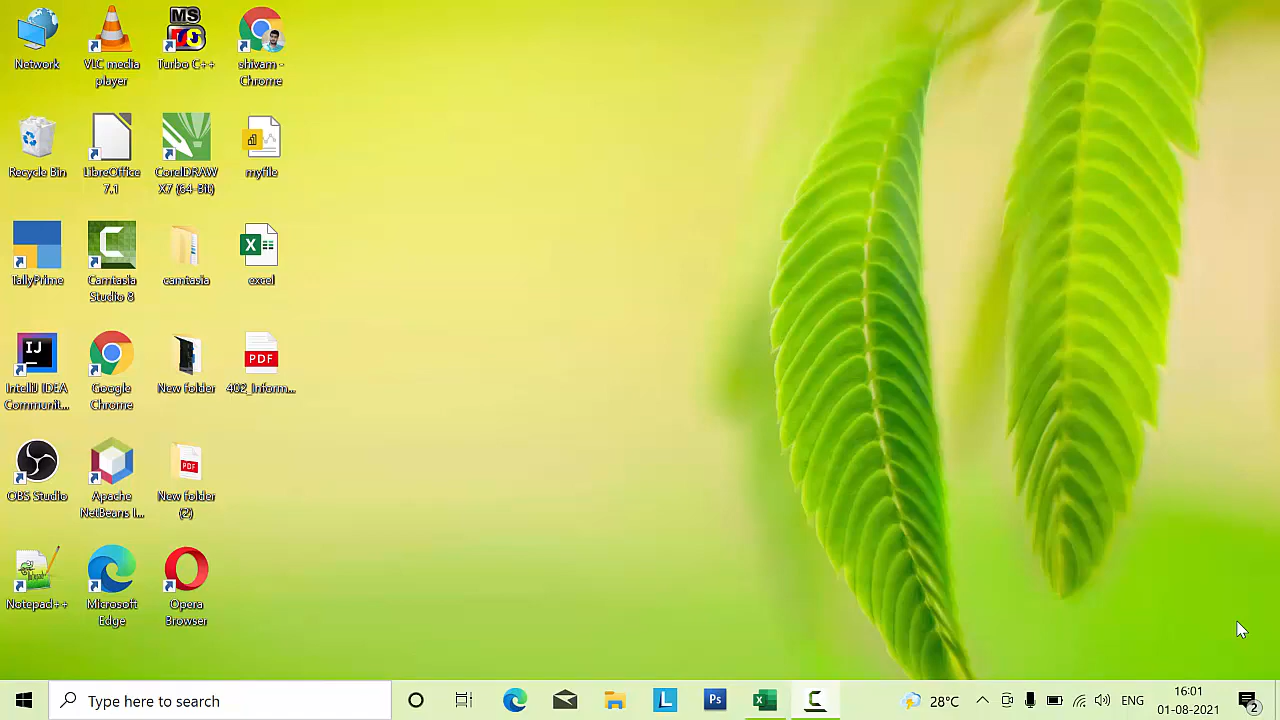 Network
VLC media
player
Turbo C++
shivam -
Chrome
Recycle Bin
LibreOffice
7.1
CorelDRAW
X7 (64-Bit)
myfile
TallyPrime
Camtasia
Studio 8
camtasia
excel
IntelliJ IDEA
Communit...
Google
Chrome
New folder
402_Inform...
OBS Studio
Apache
NetBeans I...
New folder
(2)
Notepad++
Microsoft
Edge
Opera
Browser
MS
X
IJ
PDF
PDF
Type here to search
L
Ps
X
C
28°C
ENG
16:01
01-08-2021
2